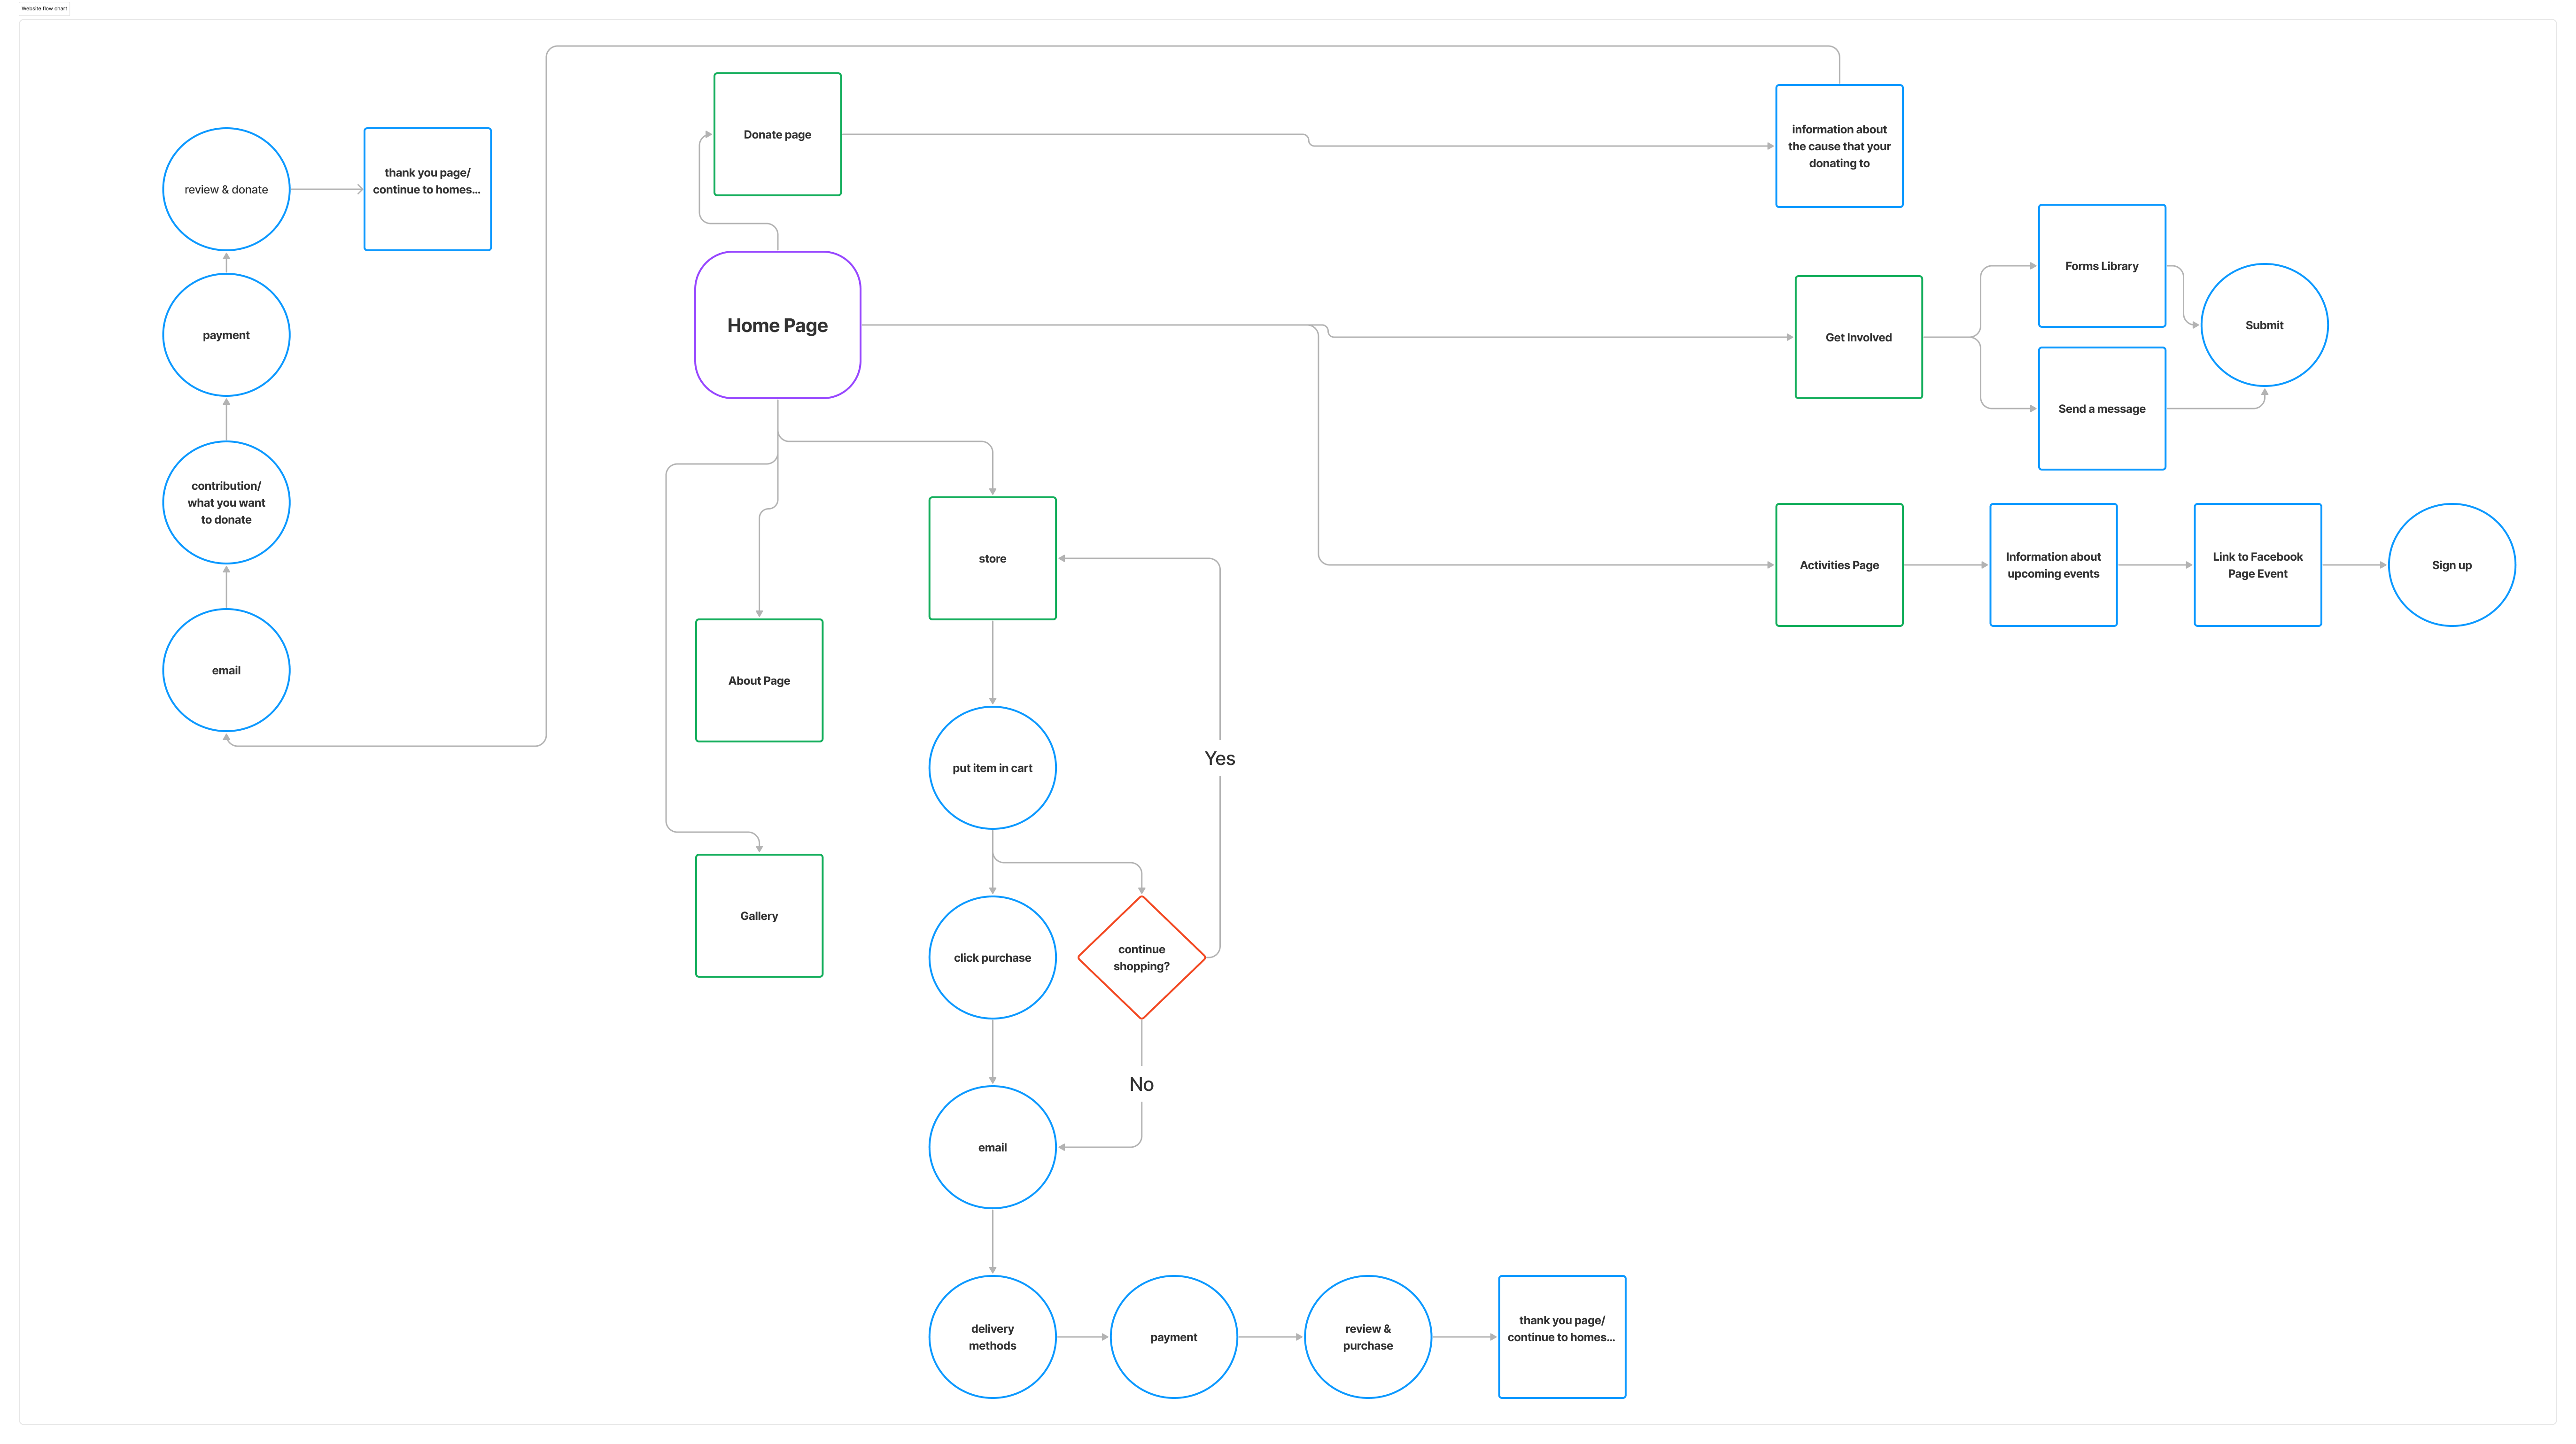 Website flow chart
Donate page
information about
the cause that your
donating to
review & donate
thank you page/
continue to homes...
Home Page
Forms Library
Submit
Get Involved
Send a message
payment
contribution/
what you want
to donate
email
store
Activities Page
Information about
upcoming events
Link to Facebook
Page Event
Sign up
About Page
put item in cart
Yes
Gallery
click purchase
continue
shopping?
No
email
delivery
methods
payment
review &
purchase
thank you page/
continue to homes...